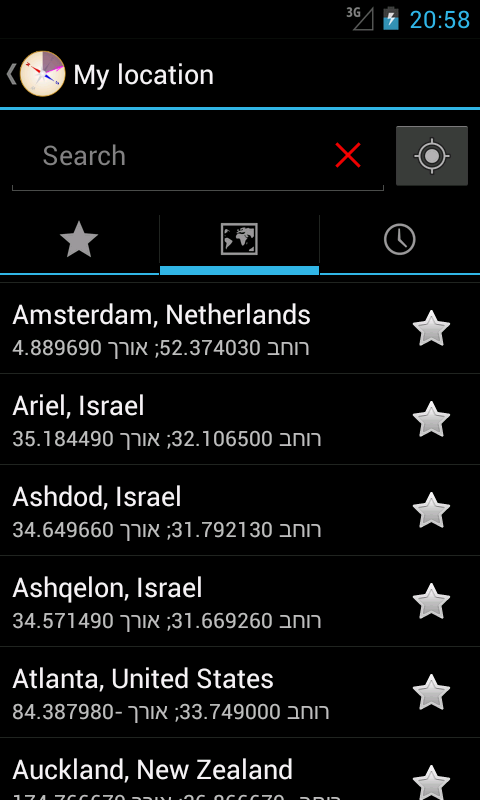 3G 20:58
My location
Search
Amsterdam, Netherlands
רוחב 52.374030; אורך 4.889690
Ariel, Israel
רוחב 32.106500; אורך 35.184490
Ashdod, Israel
רוחב 31.792130; אורך 34.649660
Ashqelon, Israel
רוחב 31.669260; אורך 34.571490
Atlanta, United States
רוחב 33.749000; אורך -84.387980
Auckland, New Zealand